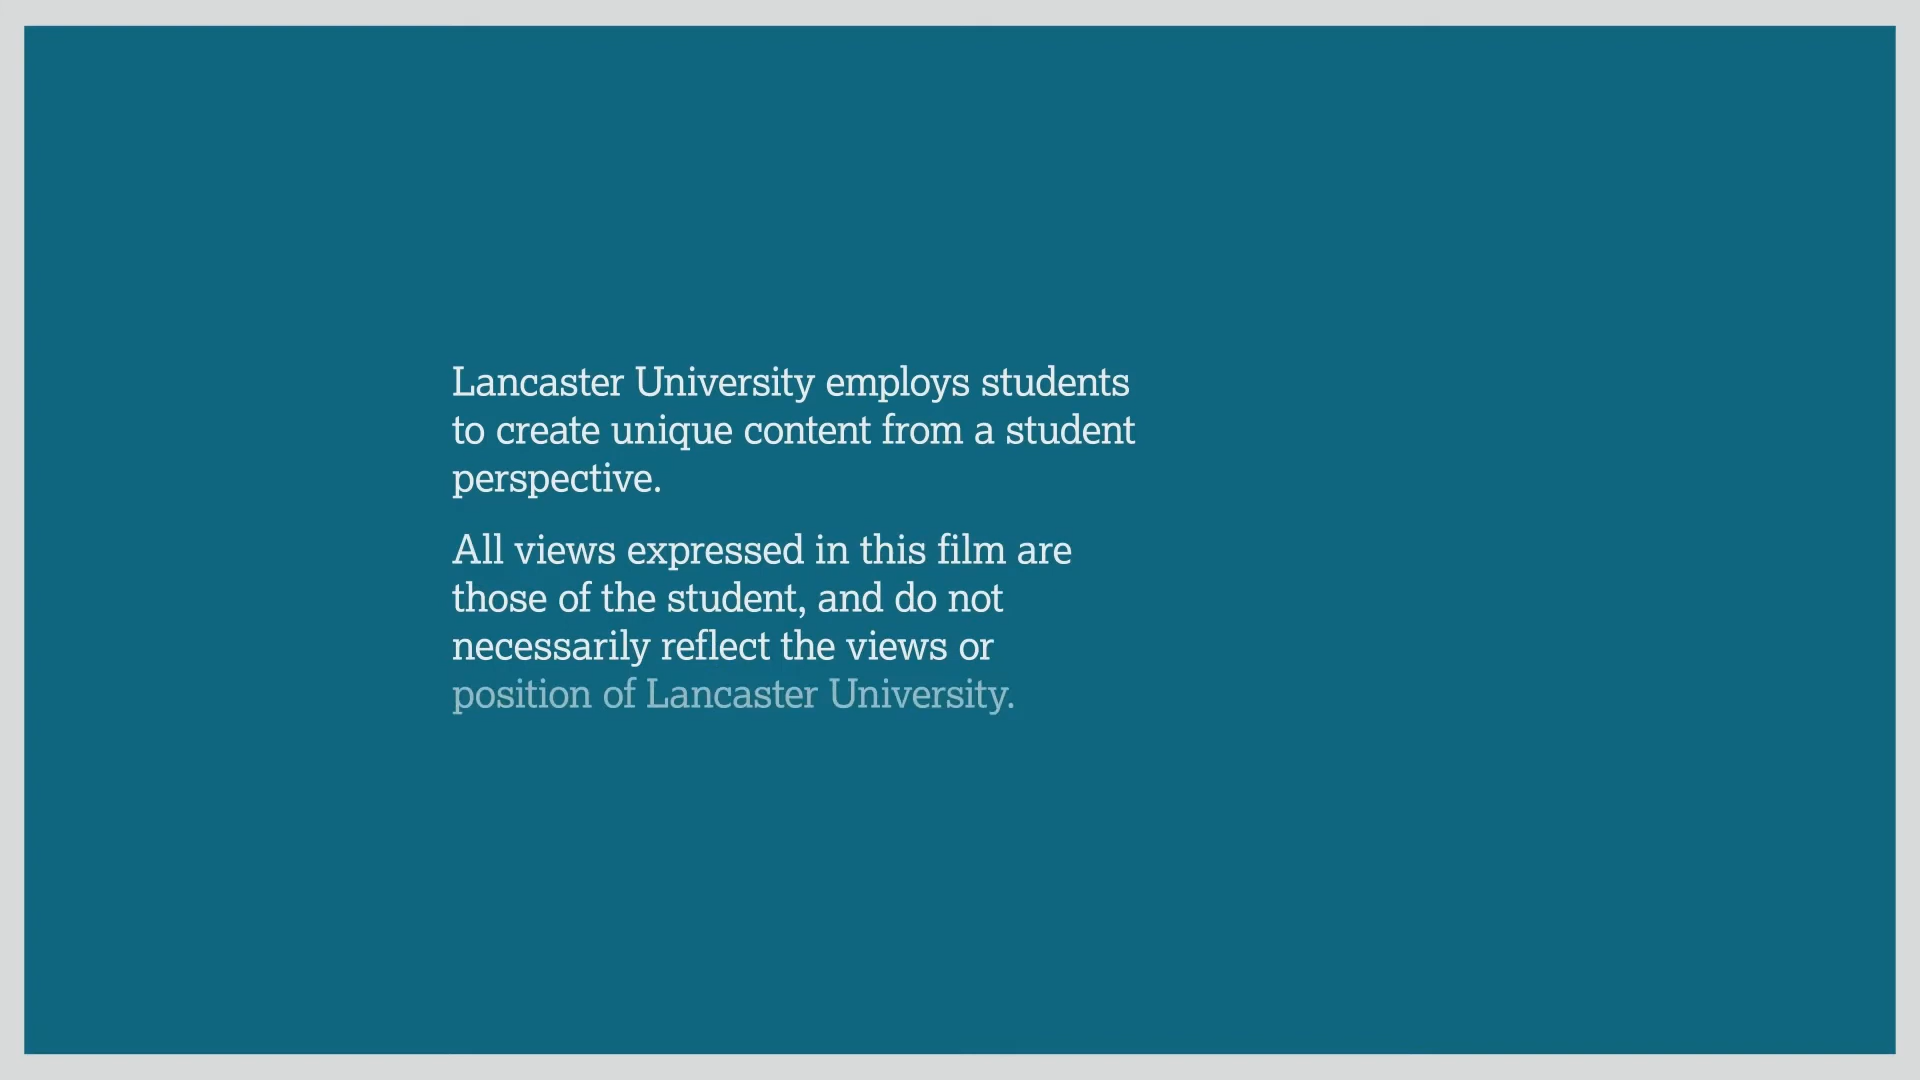 Lancaster University employs students
to create unique content from a student
perspective.
All views expressed in this film are
those of the student, and do not
necessarily reflect the views or
position of Lancaster University.